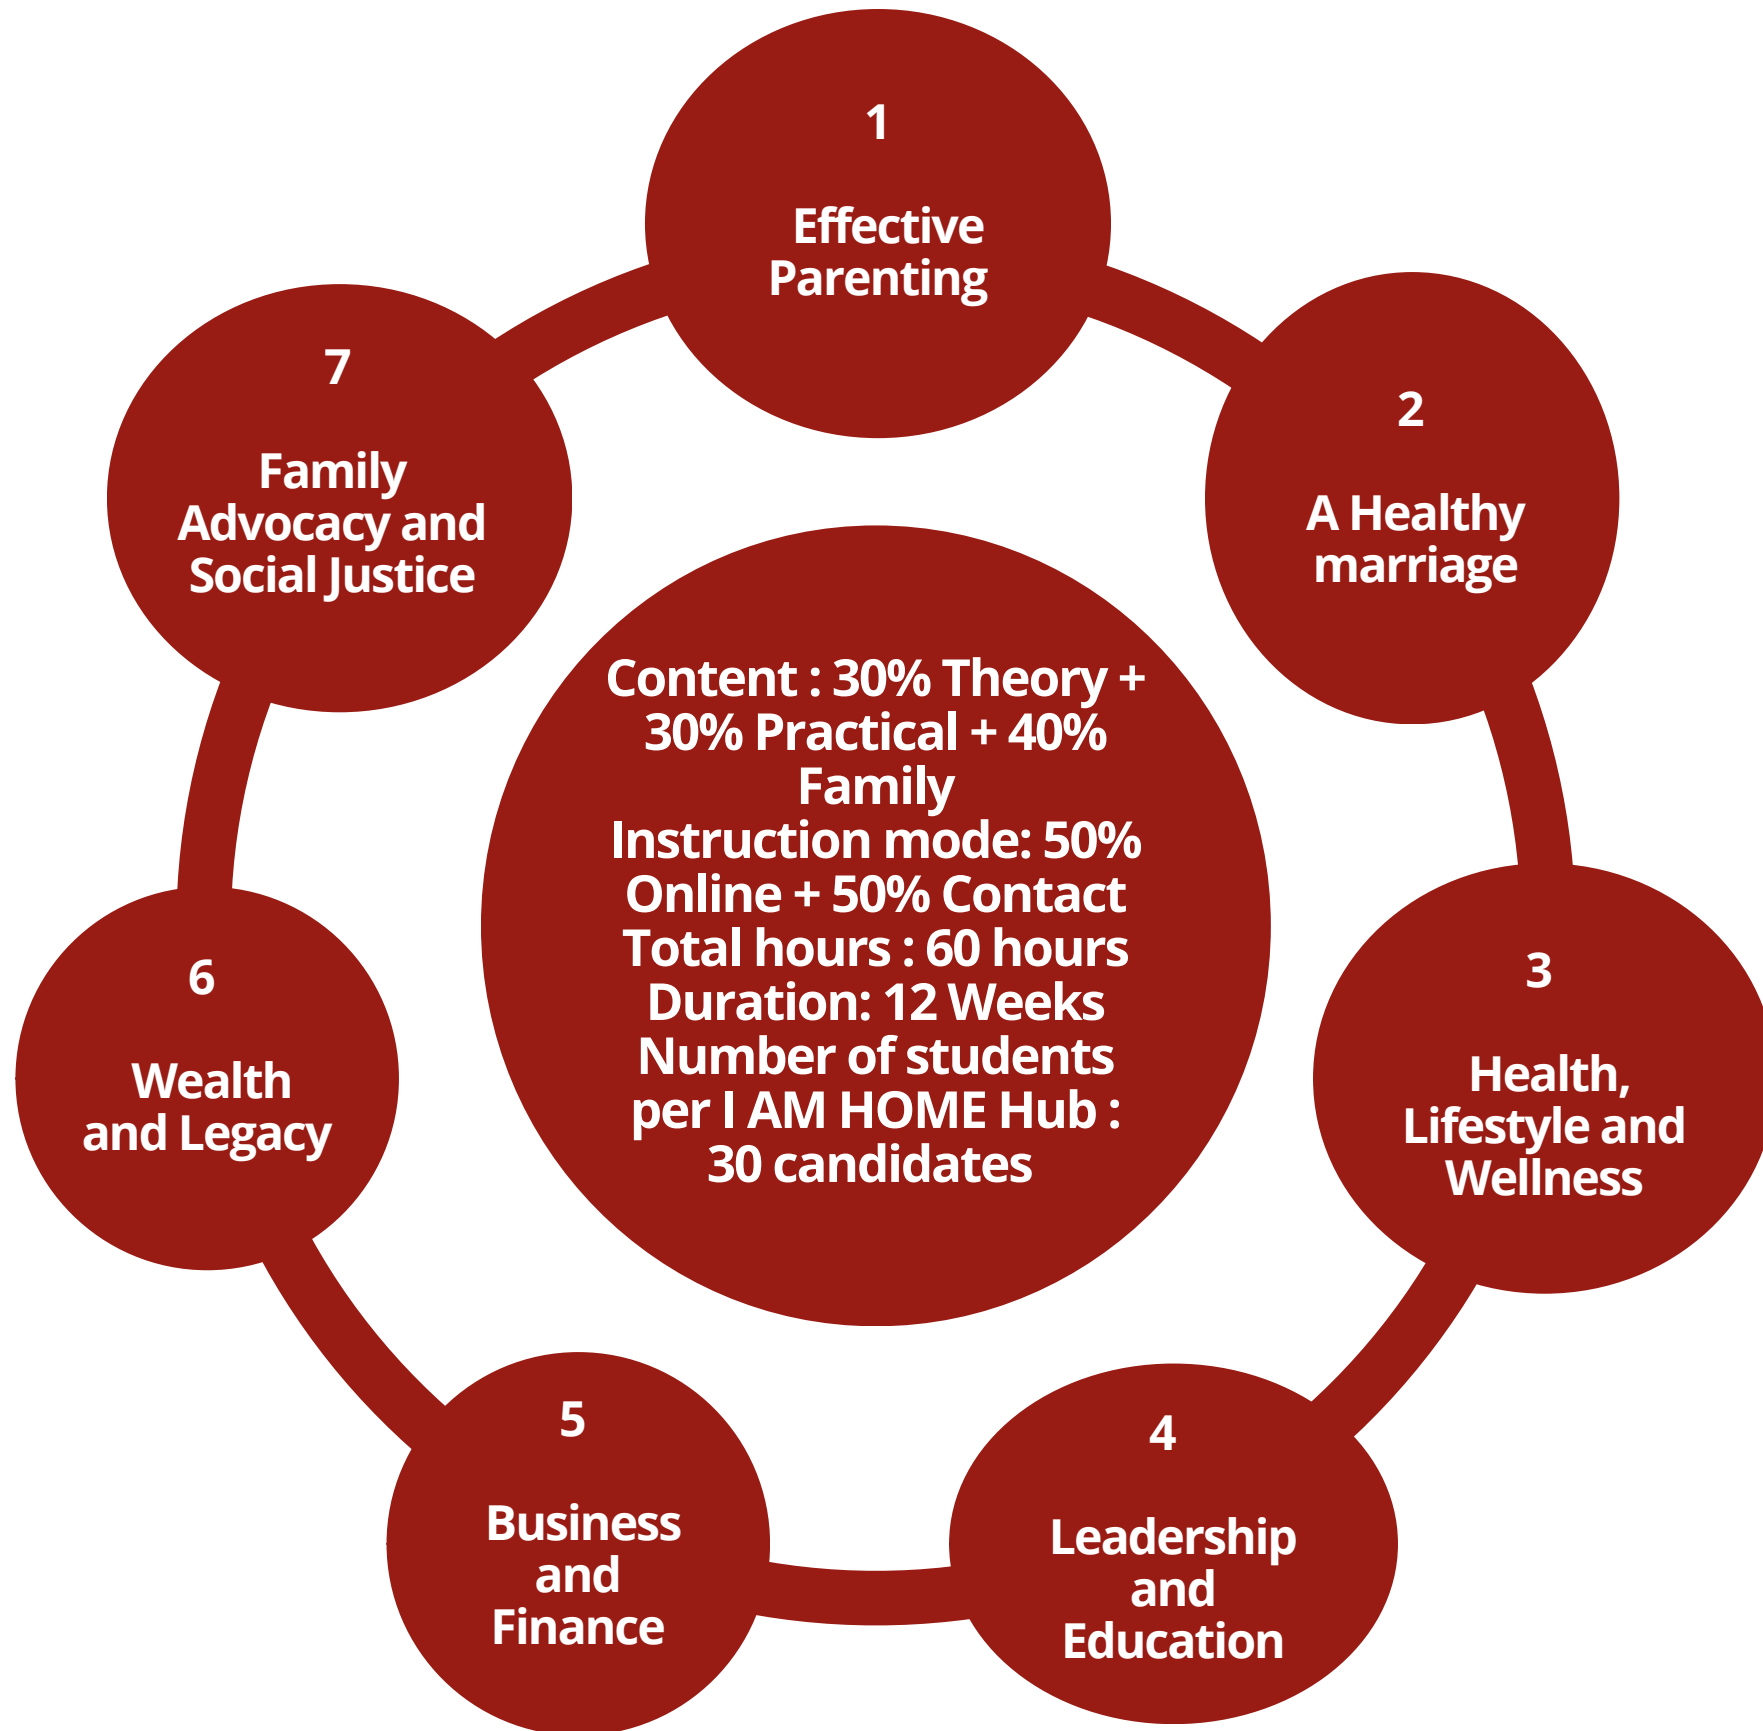 1
Effective
Parenting
2
A Healthy
marriage
3
Health,
Lifestyle and
Wellness
4
Leadership
and
Education
5
Business
and
Finance
6
Wealth
and Legacy
7
Family
Advocacy and
Social Justice
Content : 30% Theory +
30% Practical + 40%
Family
Instruction mode: 50%
Online + 50% Contact
Total hours : 60 hours
Duration: 12 Weeks
Number of students
per I AM HOME Hub :
30 candidates